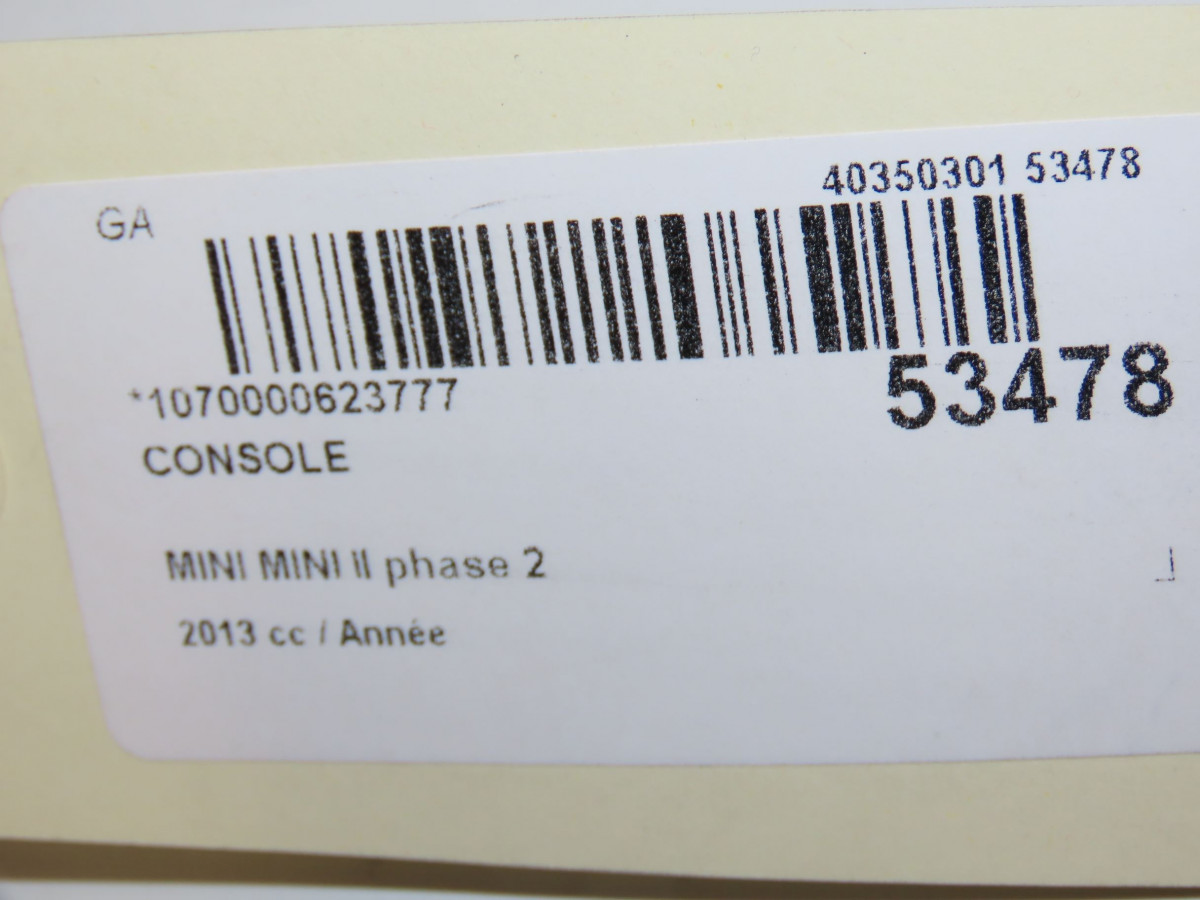 GA
40350301 53478
*1070000623777
53478
CONSOLE
MINI MINI II phase 2
2013 cc / Année